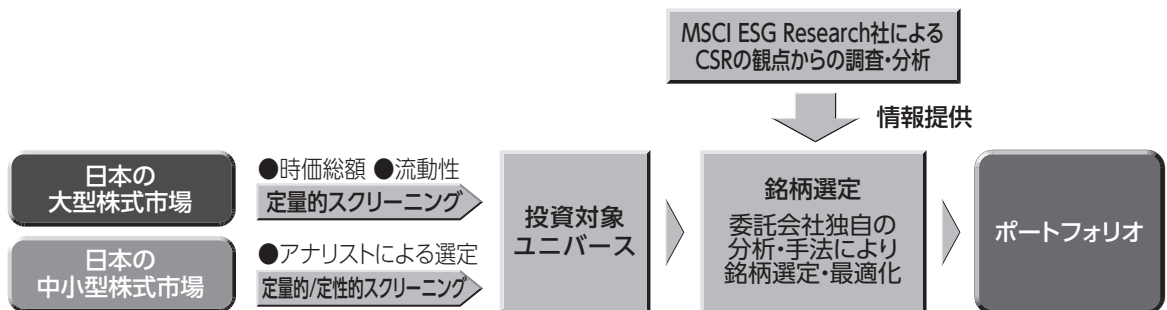 MSCI ESG Research社による
CSRの観点からの調査・分析
情報提供
日本の
大型株式市場
●時価総額 ●流動性
定量的スクリーニング
日本の
中小型株式市場
●アナリストによる選定
定量的/定性的スクリーニング
投資対象
ユニバース
銘柄選定
委託会社独自の
分析・手法により
銘柄選定・最適化
ポートフォリオ